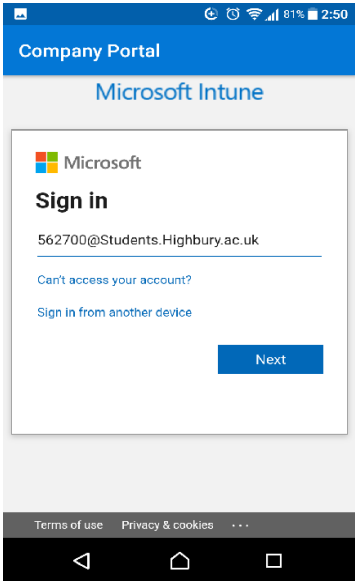 81% 2:50
Company Portal
Microsoft Intune
Microsoft
Sign in
562700@Students.Highbury.ac.uk
Can't access your account?
Sign in from another device
Next
Terms of use Privacy & cookies ...